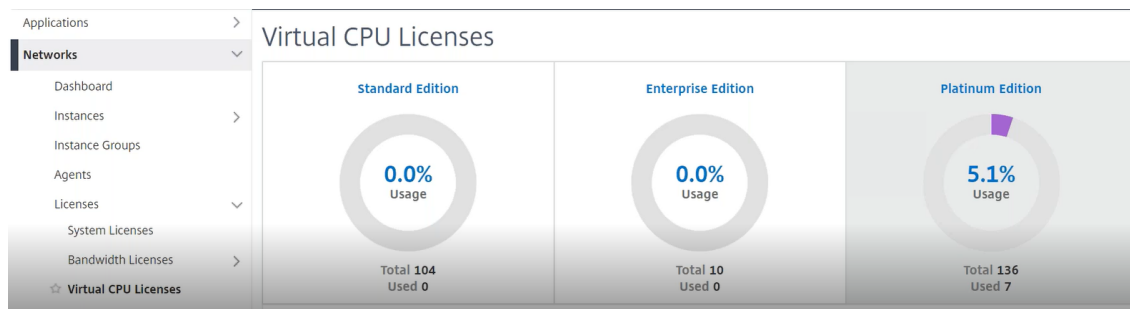 Applications
Networks
Dashboard
Instances
Instance Groups
Agents
Licenses
System Licenses
Bandwidth Licenses
Virtual CPU Licenses
Virtual CPU Licenses
Standard Edition
0.0%
Usage
Total 104
Used 0
Enterprise Edition
0.0%
Usage
Total 10
Used 0
Platinum Edition
5.1%
Usage
Total 136
Used 7